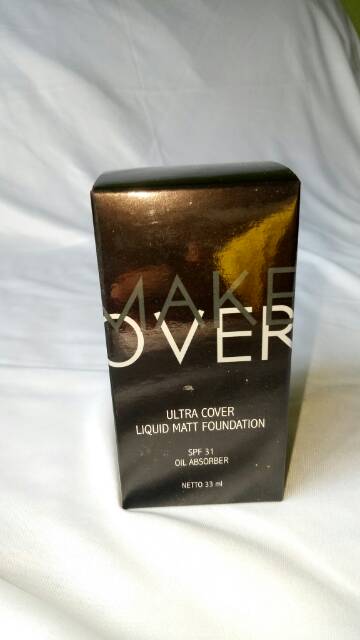 MAKE
OVER
ULTRA COVER
LIQUID MATT FOUNDATION
SPF 31
OIL ABSORBER
NETTO 33 ml